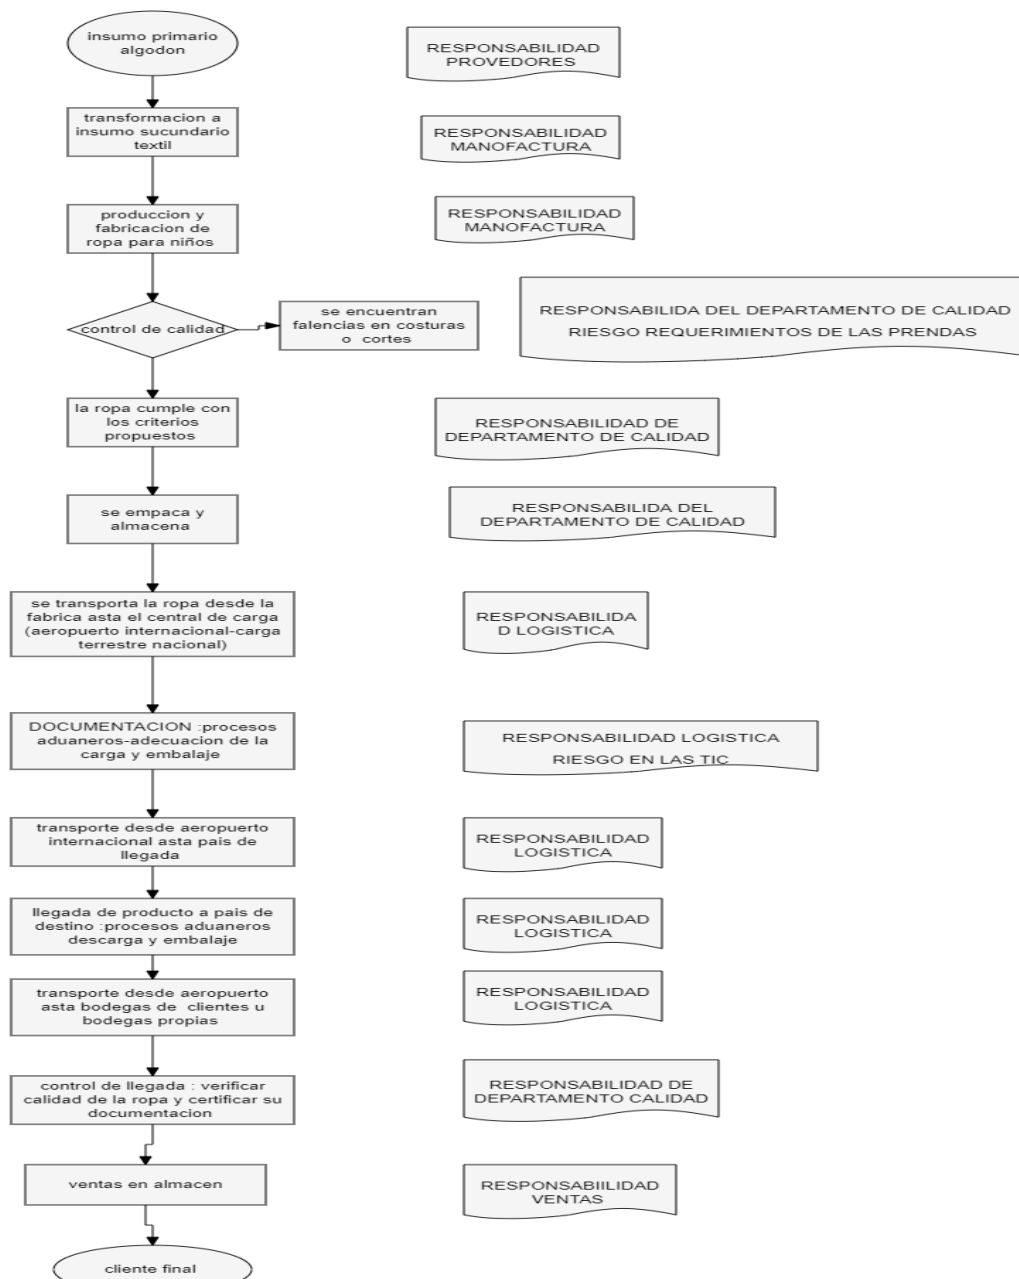 insumo primario
algodon
RESPONSABILIDAD
PROVEDORES
transformacion a
insumo sucundario
textil
RESPONSABILIDAD
MANOFACTURA
produccion y
fabricacion de
ropa para niños
RESPONSABILIDAD
MANOFACTURA
control de calidad
se encuentran
falencias en costuras
o cortes
RESPONSABILIDA DEL DEPARTAMENTO DE CALIDAD
RIESGO REQUERIMIENTOS DE LAS PRENDAS
la ropa cumple con
los criterios
propuestos
RESPONSABILIDAD DE
DEPARTAMENTO DE CALIDAD
se empaca y
almacena
RESPONSABILIDA DEL
DEPARTAMENTO DE CALIDAD
se transporta la ropa desde la
fabrica asta el central de carga
(aeropuerto internacional-carga
terrestre nacional)
RESPONSABILIDA
D LOGISTICA
DOCUMENTACION :procesos
aduaneros-adecuacion de la
carga y embalaje
RESPONSABILIDAD LOGISTICA
RIESGO EN LAS TIC
transporte desde aeropuerto
internacional asta pais de
llegada
RESPONSABILIDAD
LOGISTICA
llegada de producto a pais de
destino :procesos aduaneros
descarga y embalaje
RESPONSABILIDAD
LOGISTICA
transporte desde aeropuerto
asta bodegas de clientes u
bodegas propias
RESPONSABILIDAD
LOGISTICA
control de llegada : verificar
calidad de la ropa y certificar su
documentacion
RESPONSABILIDAD DE
DEPARTAMENTO CALIDAD
ventas en almacen
RESPONSABIILIDAD
VENTAS
cliente final